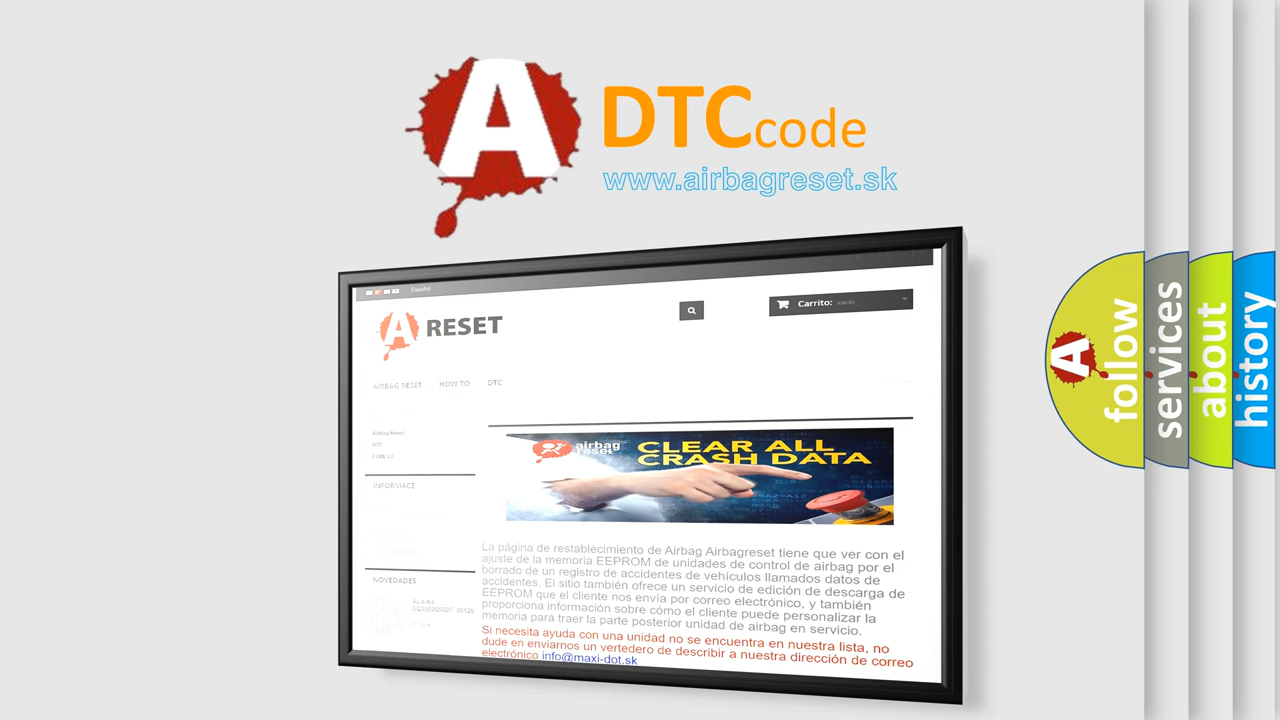 A
DTC code
www.airbagreset.sk
Español
A RESET
Carrito: vacío
AIRBAG RESET HOW TO DTC
Airbag Reset
DTC
HOW TO
INFORMACE
airbag
reset
CLEAR ALL
CRASH DATA
La página de restablecimiento de Airbag Airbagreset tiene que ver con el
ajuste de la memoria EEPROM de unidades de control de airbag por el
borrado de un registro de accidentes de vehículos llamados datos de
accidentes. El sitio también ofrece un servicio de edición de descarga de
EEPROM que el cliente nos envía por correo electrónico, y también
proporciona información sobre cómo el cliente puede personalizar la
memoria para traer la parte posterior unidad de airbag en servicio.
Si necesita ayuda con una unidad no se encuentra en nuestra lista, no
dude en enviarnos un vertedero de describir a nuestra dirección de correo
electrónico info@maxi-dot.sk
NOVEDADES
A
follow
services
about
history